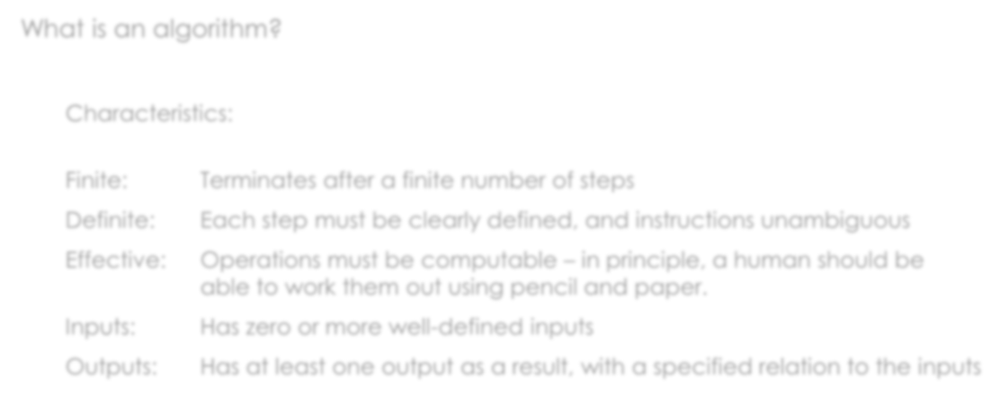 What is an algorithm?
Characteristics:
Finite: Terminates after a finite number of steps
Definite: Each step must be clearly defined, and instructions unambiguous
Effective: Operations must be computable – in principle, a human should be
able to work them out using pencil and paper.
Inputs: Has zero or more well-defined inputs
Outputs: Has at least one output as a result, with a specified relation to the inputs